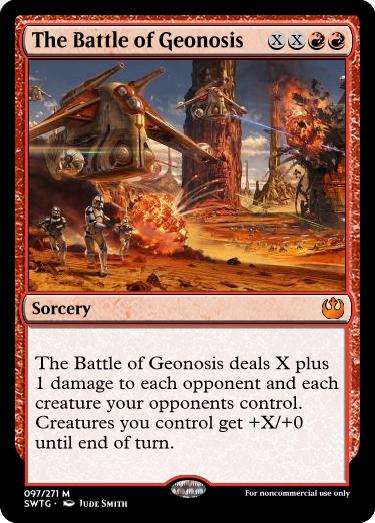 The Battle of Geonosis XX
Sorcery
The Battle of Geonosis deals X plus
1 damage to each opponent and each
creature your opponents control.
Creatures you control get +X/+0
until end of turn.
097/271 M
SWTG · Jude Smith
For noncommercial use only